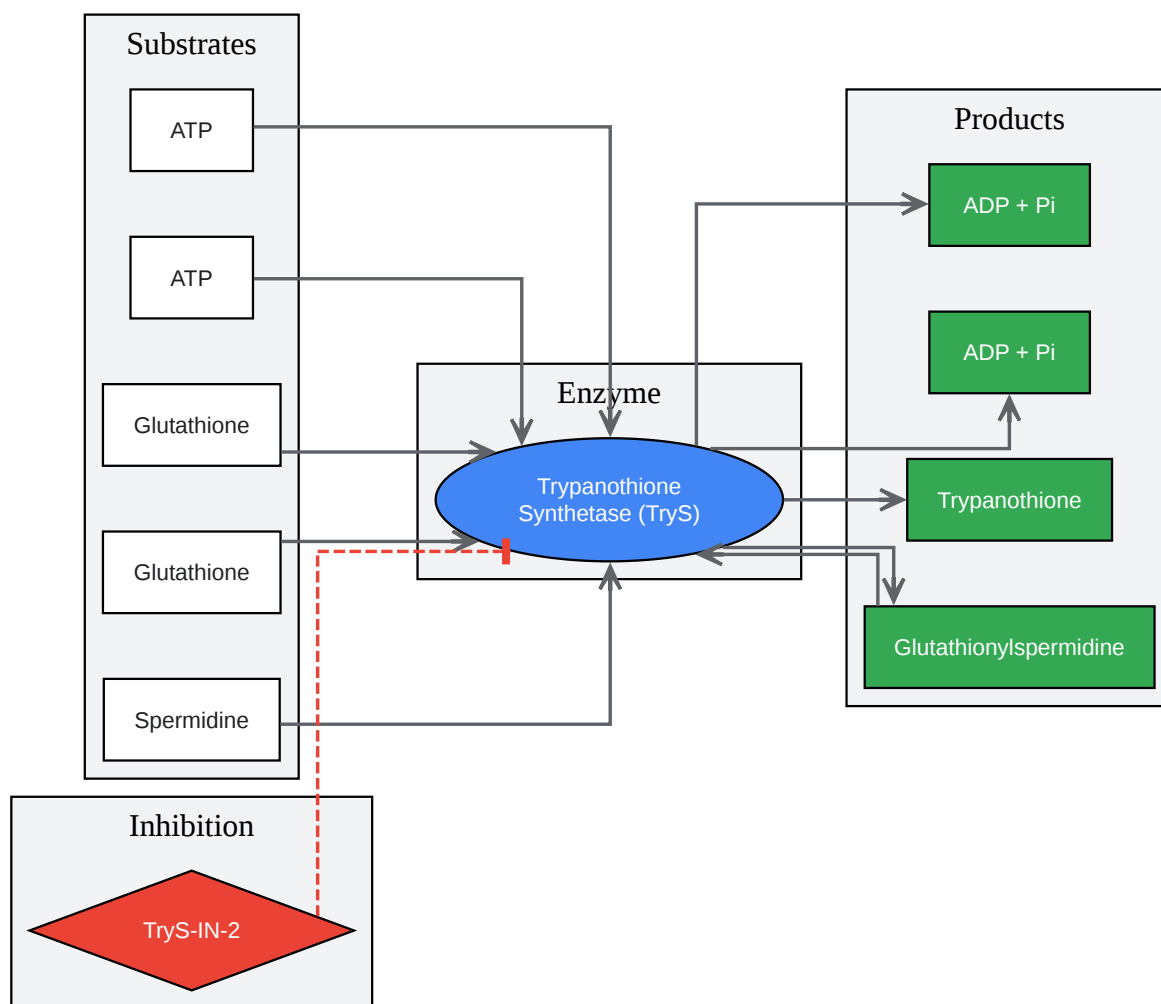 Substrates
ATP
ATP
Glutathione
Glutathione
Spermidine
Inhibition
TryS-IN-2
Enzyme
Trypanothione
Synthetase (TryS)
Products
ADP + Pi
ADP + Pi
Trypanothione
Glutathionylspermidine